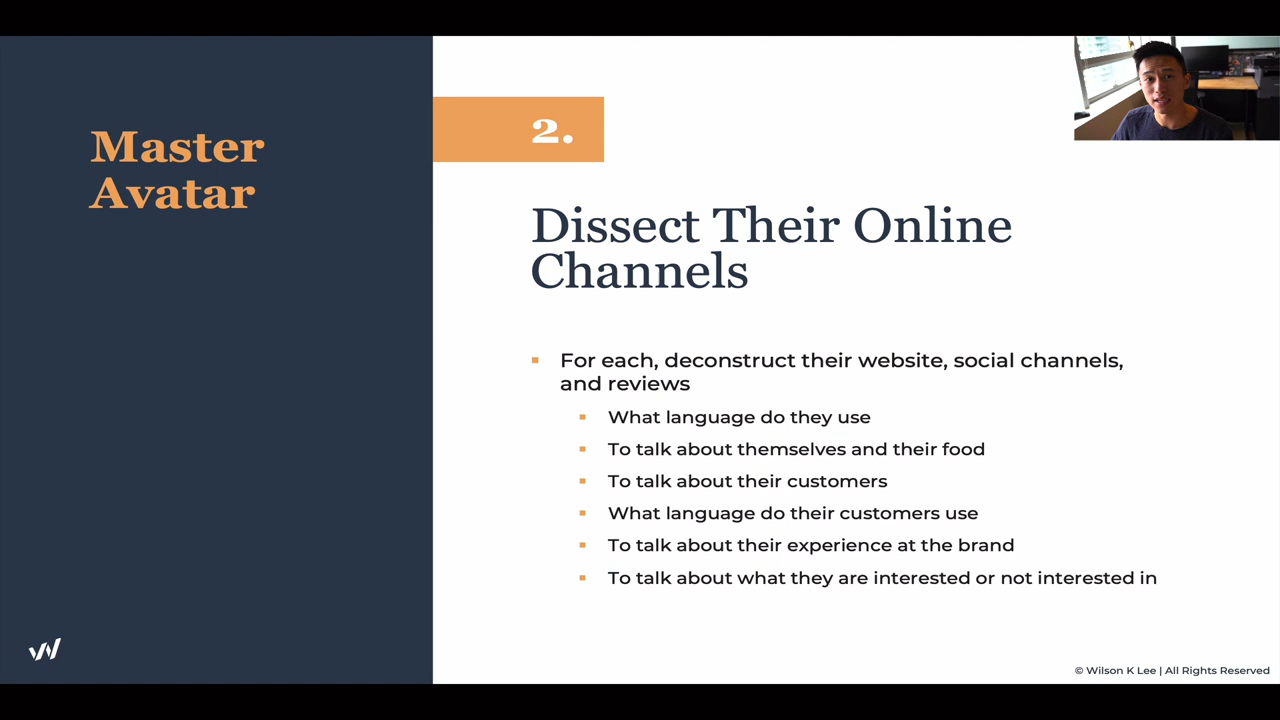 Master
Avatar
2.
Dissect Their Online
Channels
For each, deconstruct their website, social channels,
and reviews
What language do they use
To talk about themselves and their food
To talk about their customers
What language do their customers use
To talk about their experience at the brand
To talk about what they are interested or not interested in
© Wilson K Lee | All Rights Reserved